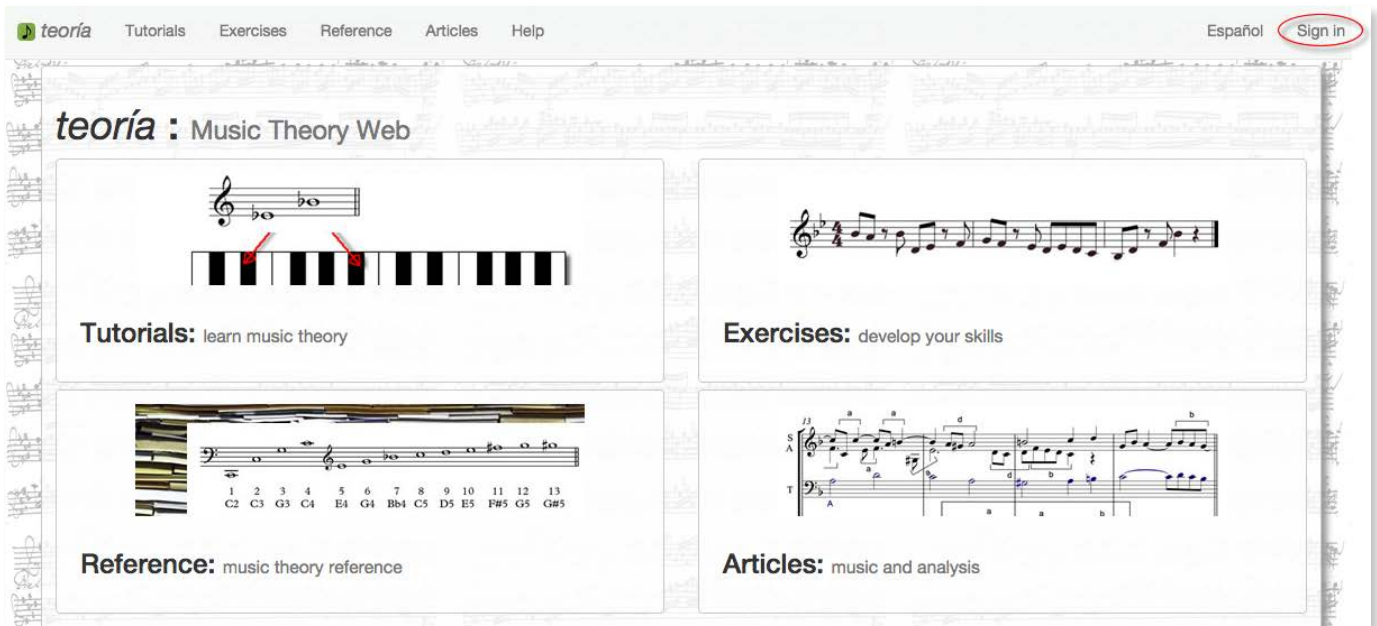 teoría Tutorials Exercises Reference Articles Help Español Sign in
teoría : Music Theory Web
Tutorials: learn music theory
Exercises: develop your skills
1 2 3 4 5 6 7 8 9 10 11 12 13
C2 C3 G3 C4 E4 G4 Bb4 C5 D5 E5 F#5 G5 G#5
Reference: music theory reference
13 a a d b
S
A
a d b
T
A
a a b
Articles: music and analysis